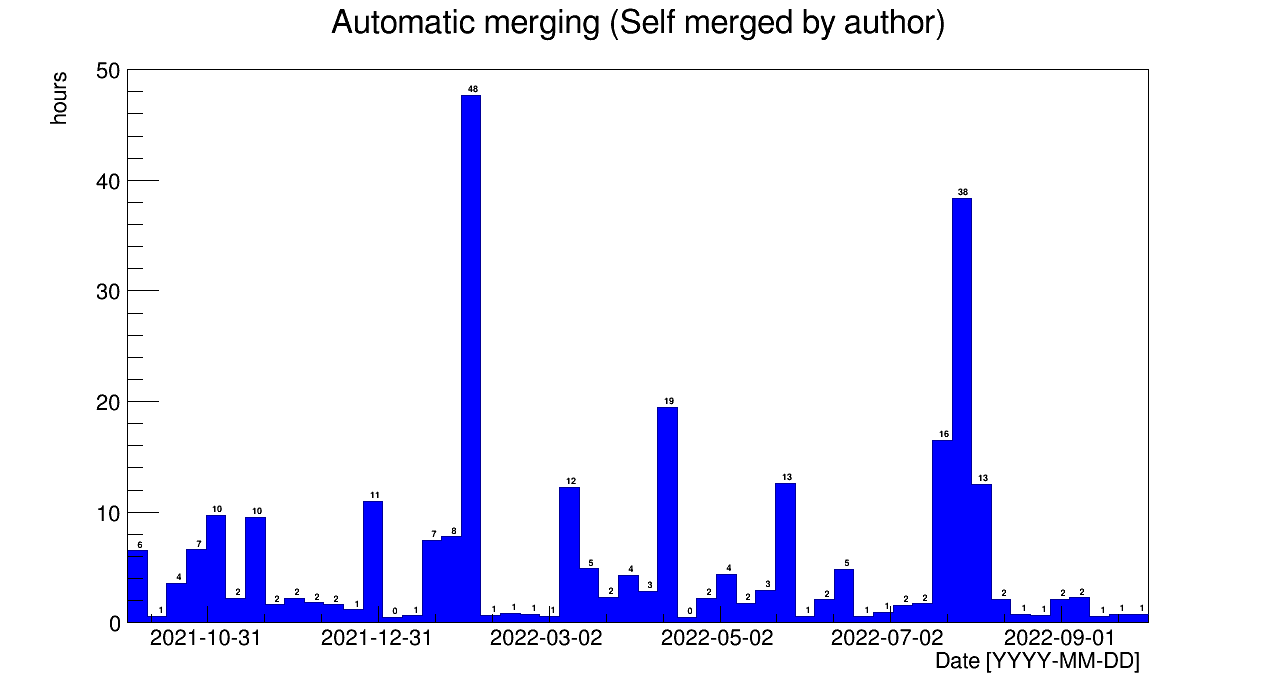 Automatic merging (Self merged by author)
hours
50
40
30
20
10
0
6 1 4 7 10 2 10 2 2 2 2 1 11 0 1 7 8 48 1 1 1 1 12 5 2 4 3 19 0 2 4 2 3 13 1 2 5 1 1 2 2 16 38 13 2 1 1 2 2 1 1 1
2021-10-31 2021-12-31 2022-03-02 2022-05-02 2022-07-02 2022-09-01
Date [YYYY-MM-DD]